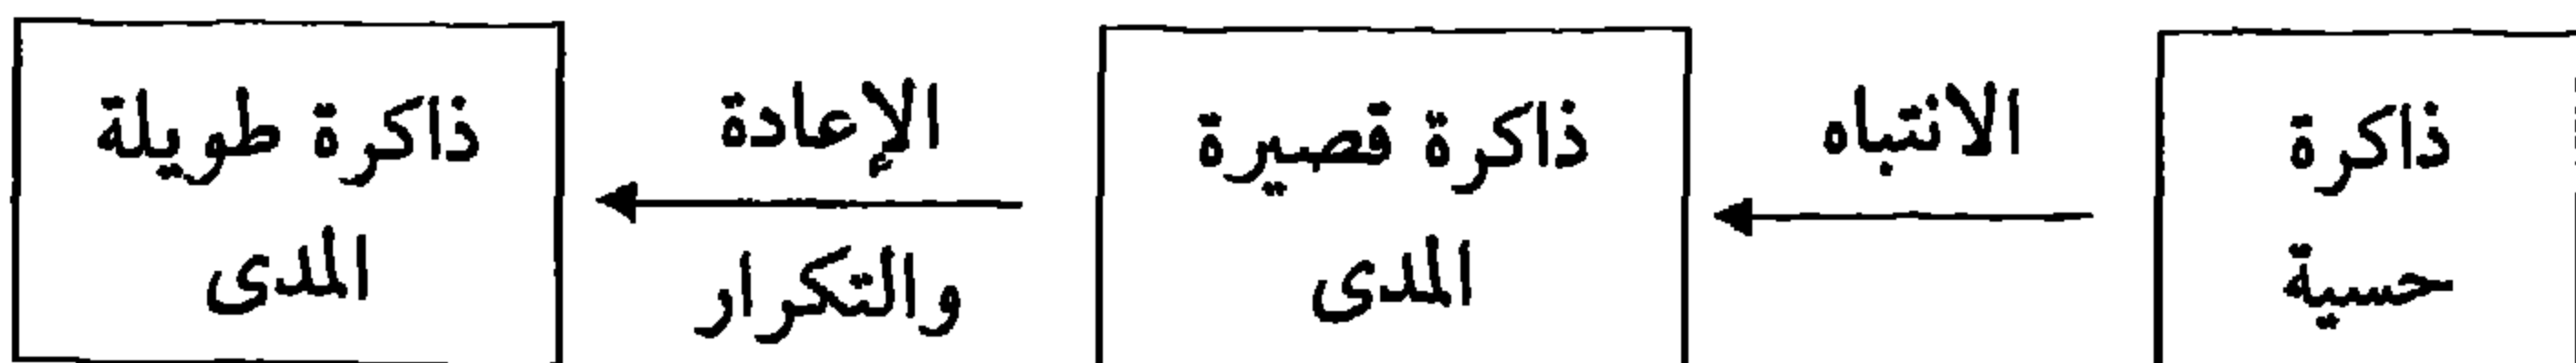 ذاكرة
حسية
الانتباه
ذاكرة قصيرة
المدى
الإعادة
والتكرار
ذاكرة طويلة
المدى